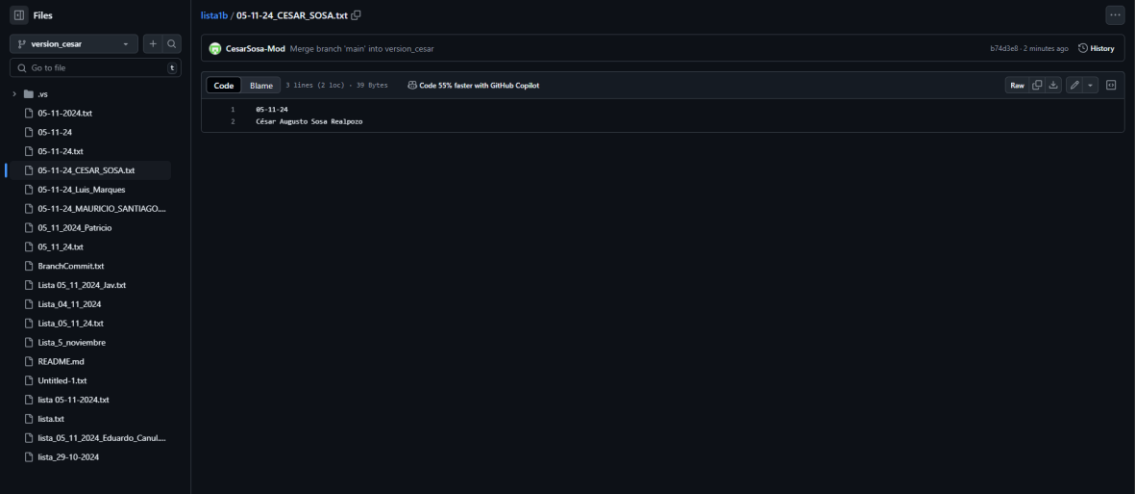 Files
version_cesar
Go to file
t
.vs
05-11-2024.txt
05-11-24
05-11-24.txt
05-11-24_CESAR_SOSA.txt
05-11-24_Luis_Marques
05-11-24_MAURICIO_SANTIAGO....
05_11_2024_Patricio
05_11_24.txt
BranchCommit.txt
Lista 05_11_2024_Jav.txt
Lista_04_11_2024
Lista_05_11_24.txt
Lista_5_noviembre
README.md
Untitled-1.txt
lista 05-11-2024.txt
lista.txt
lista_05_11_2024_Eduardo_Canul....
lista_29-10-2024
lista1b / 05-11-24_CESAR_SOSA.txt
CesarSosa-Mod Merge branch 'main' into version_cesar
b74d3e8 · 2 minutes ago History
Code Blame 3 lines (2 loc) · 39 Bytes Code 55% faster with GitHub Copilot
Raw
1 05-11-24
2 César Augusto Sosa Realpozo